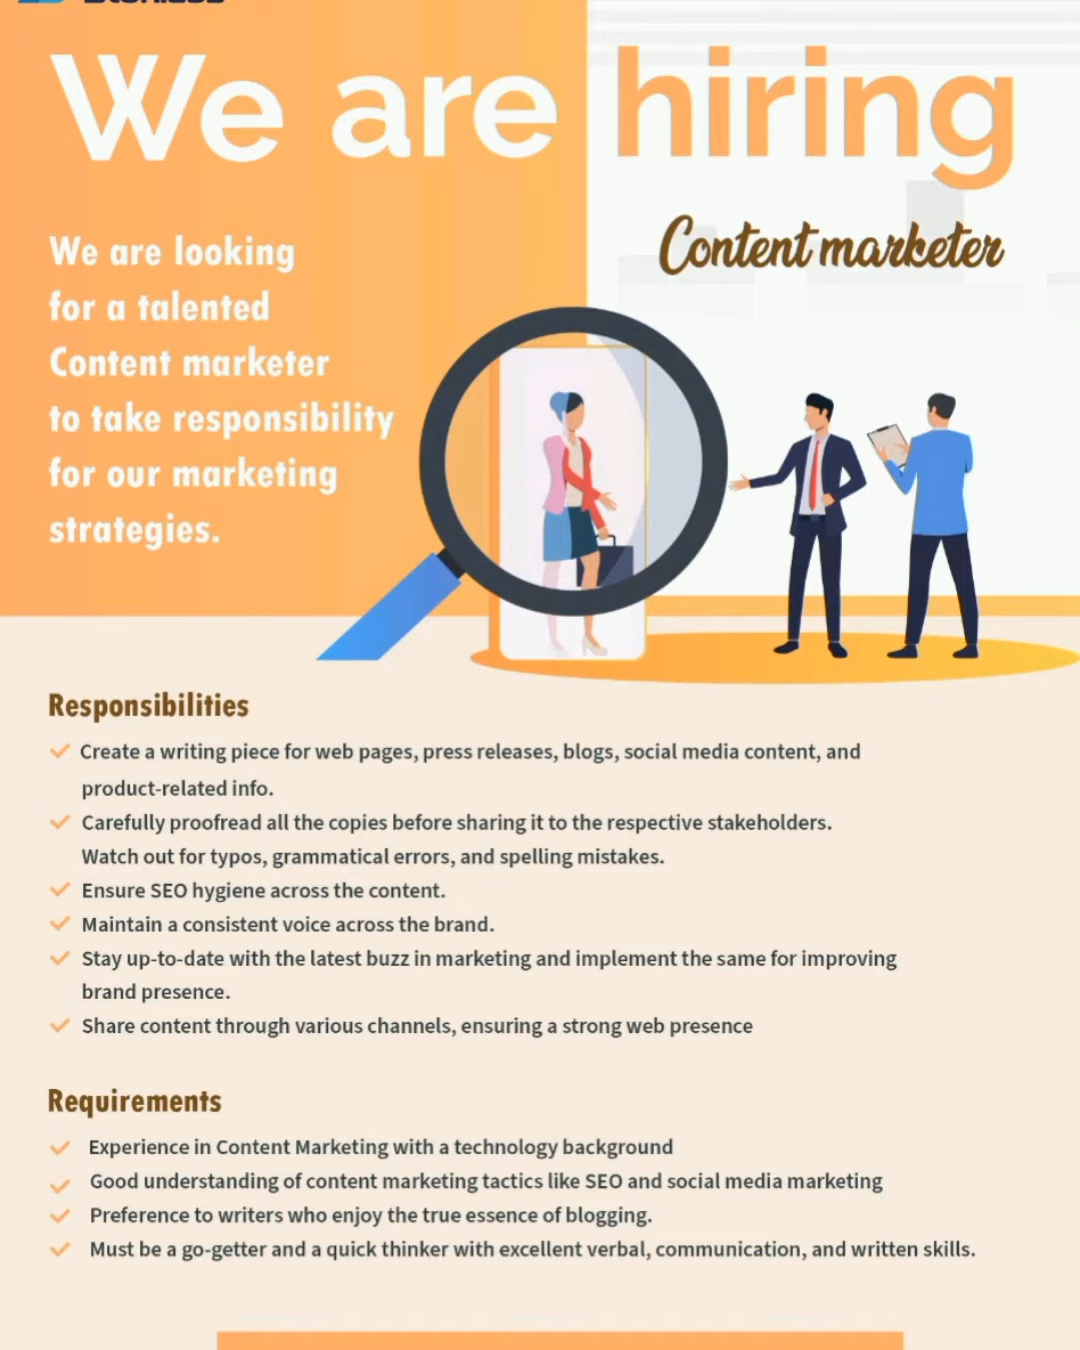 We are hiring
Content marketer
We are looking
for a talented
Content marketer
to take responsibility
for our marketing
strategies.
Responsibilities
Create a writing piece for web pages, press releases, blogs, social media content, and
product-related info.
Carefully proofread all the copies before sharing it to the respective stakeholders.
Watch out for typos, grammatical errors, and spelling mistakes.
Ensure SEO hygiene across the content.
Maintain a consistent voice across the brand.
Stay up-to-date with the latest buzz in marketing and implement the same for improving
brand presence.
Share content through various channels, ensuring a strong web presence
Requirements
Experience in Content Marketing with a technology background
Good understanding of content marketing tactics like SEO and social media marketing
Preference to writers who enjoy the true essence of blogging.
Must be a go-getter and a quick thinker with excellent verbal, communication, and written skills.